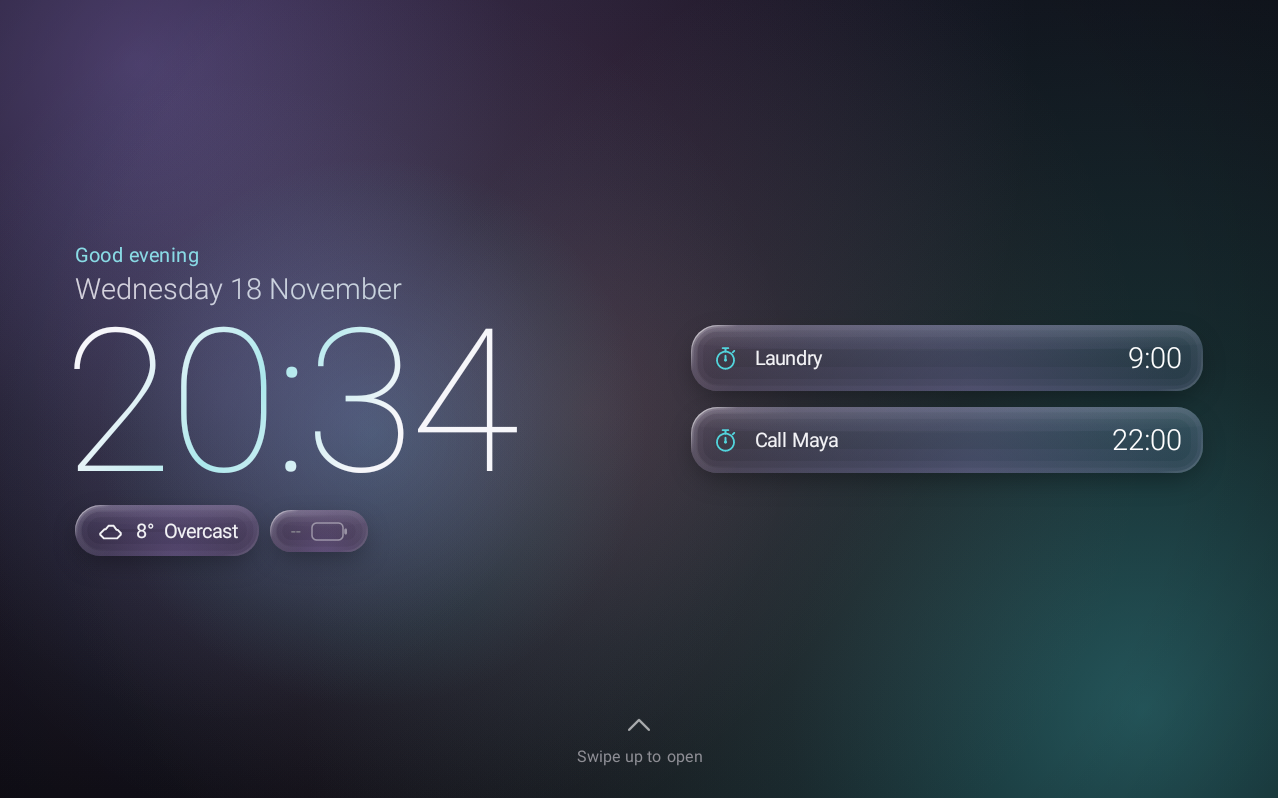 Good evening
Wednesday 18 November
20:34
8° Overcast
--
Laundry 9:00
Call Maya 22:00
Swipe up to open